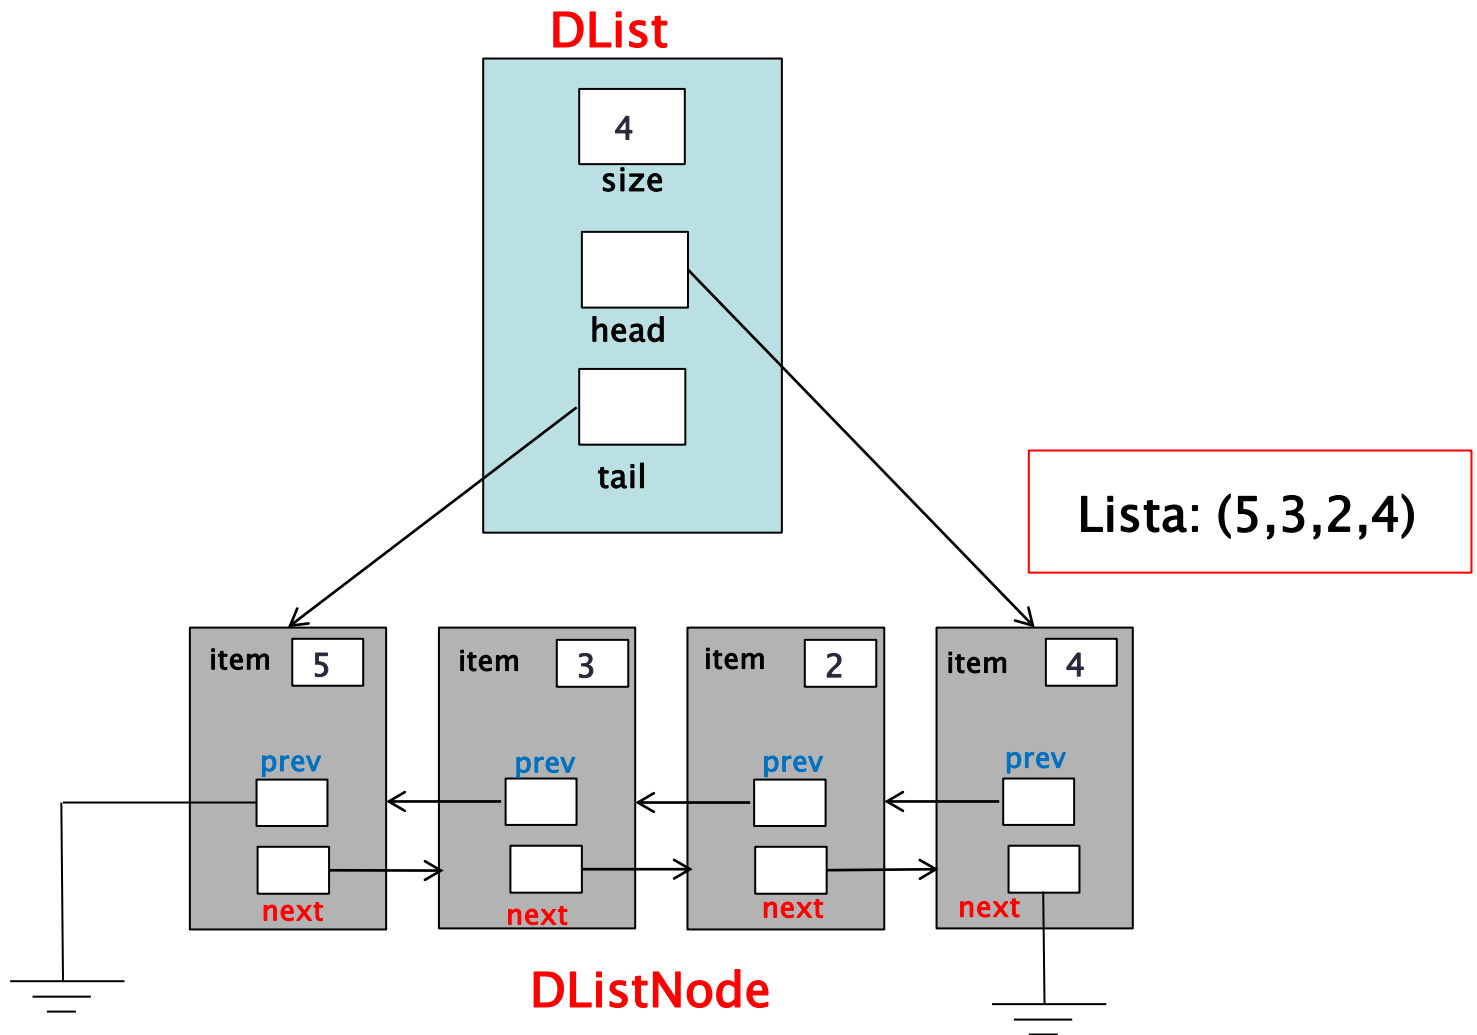 DList
4
size
head
tail
Lista: (5,3,2,4)
item 5
prev
next
item 3
prev
next
item 2
prev
next
item 4
prev
next
DListNode